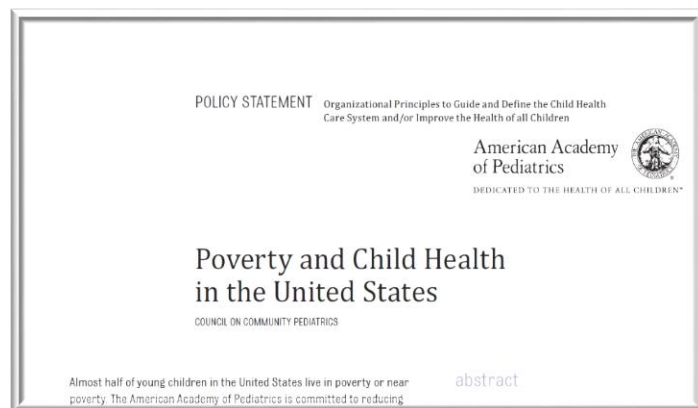 POLICY STATEMENT Organizational Principles to Guide and Define the Child Health
Care System and/or Improve the Health of all Children
American Academy
of Pediatrics
DEDICATED TO THE HEALTH OF ALL CHILDREN™
Poverty and Child Health
in the United States
COUNCIL ON COMMUNITY PEDIATRICS
abstract
Almost half of young children in the United States live in poverty or near
poverty. The American Academy of Pediatrics is committed to reducing